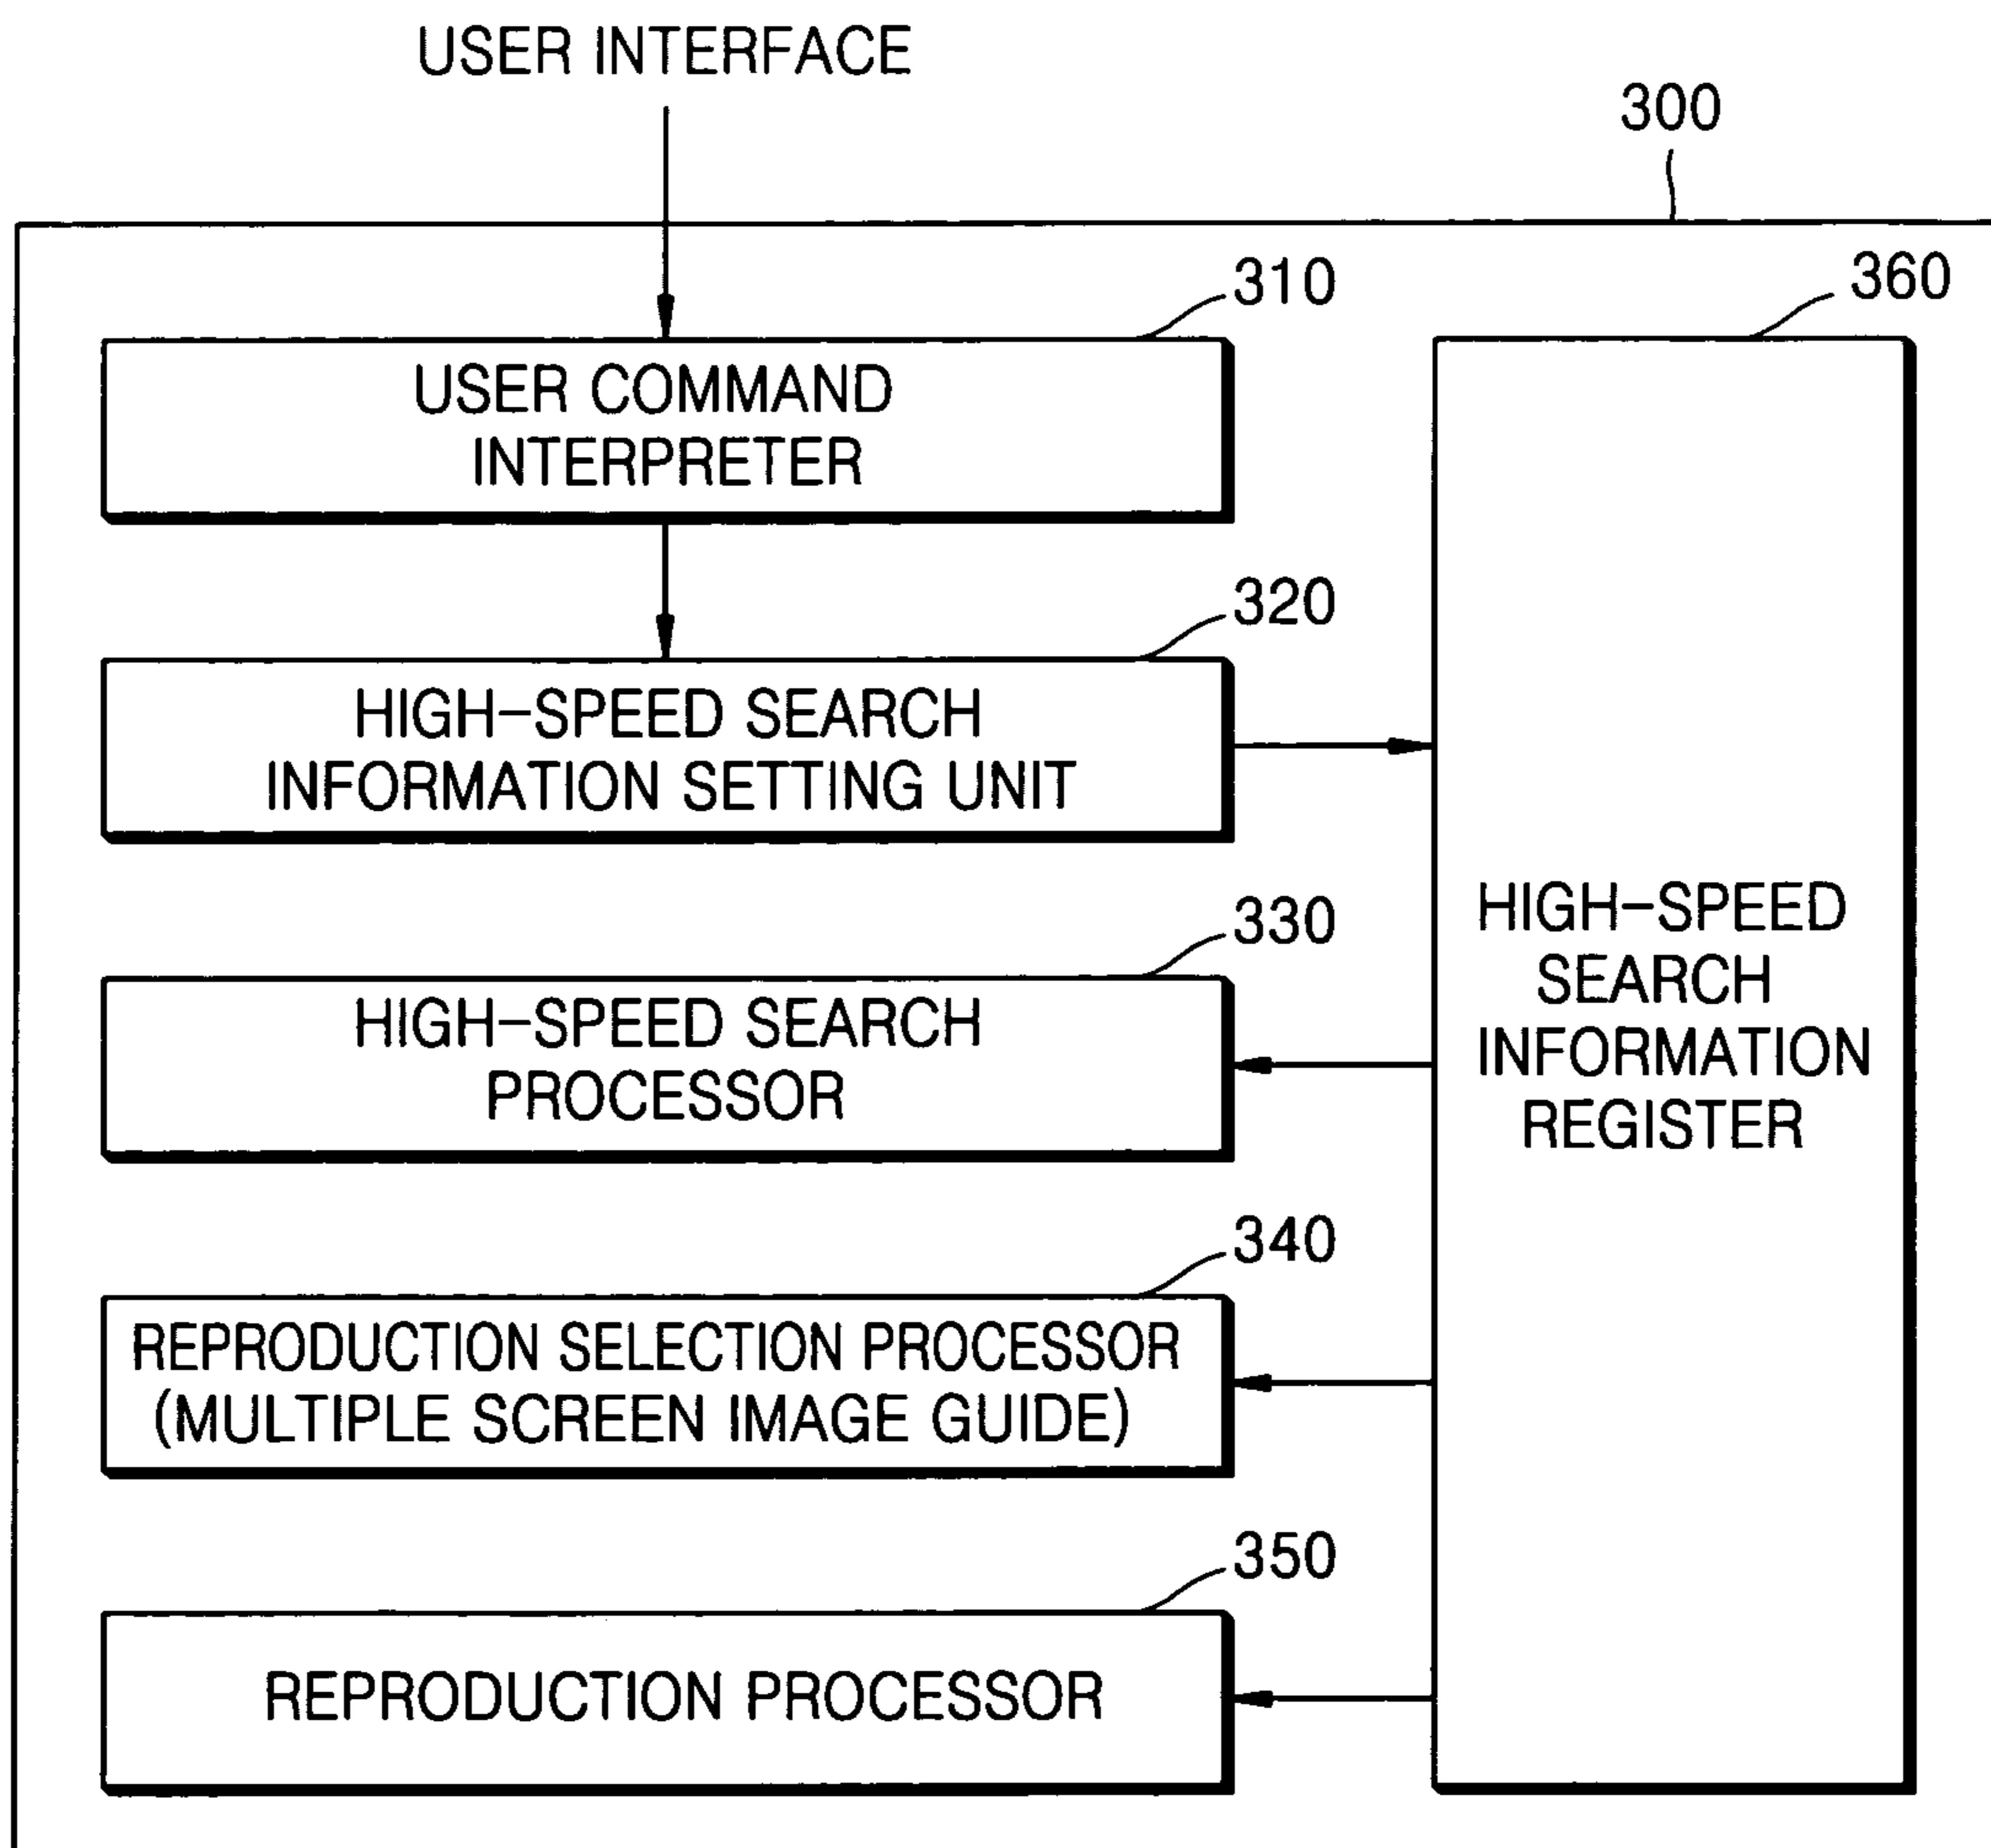 USER INTERFACE
300
310
USER COMMAND
INTERPRETER
320
HIGH-SPEED SEARCH
INFORMATION SETTING UNIT
330
HIGH-SPEED SEARCH
PROCESSOR
340
REPRODUCTION SELECTION PROCESSOR
(MULTIPLE SCREEN IMAGE GUIDE)
350
REPRODUCTION PROCESSOR
360
HIGH-SPEED
SEARCH
INFORMATION
REGISTER